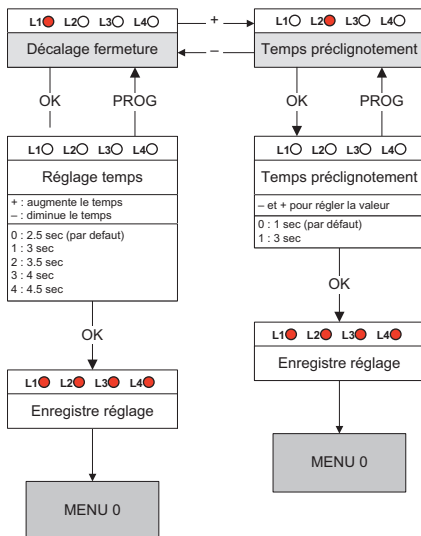 L1 L2 L3 L4
Décalage fermeture
+
–
L1 L2 L3 L4
Temps préclignotement
OK
PROG
OK
PROG
L1 L2 L3 L4
Réglage temps
+ : augmente le temps
– : diminue le temps
0 : 2.5 sec (par defaut)
1 : 3 sec
2 : 3.5 sec
3 : 4 sec
4 : 4.5 sec
L1 L2 L3 L4
Temps préclignotement
– et + pour régler la valeur
0 : 1 sec (par défaut)
1 : 3 sec
OK
OK
L1 L2 L3 L4
Enregistre réglage
L1 L2 L3 L4
Enregistre réglage
MENU 0
MENU 0